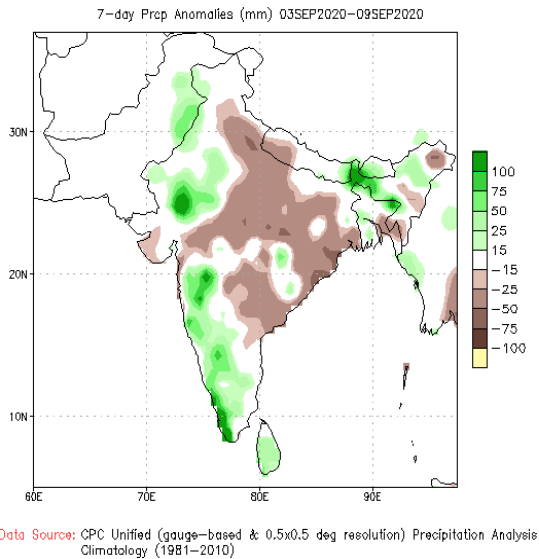 7-day Prcp Anomalies (mm) 03SEP2020-09SEP2020
30N
20N
10N
60E 70E 80E 90E
100
75
50
25
15
-15
-25
-50
-75
-100
Data Source: CPC Unified (gauge-based & 0.5x0.5 deg resolution) Precipitation Analysis
Climatology (1981-2010)